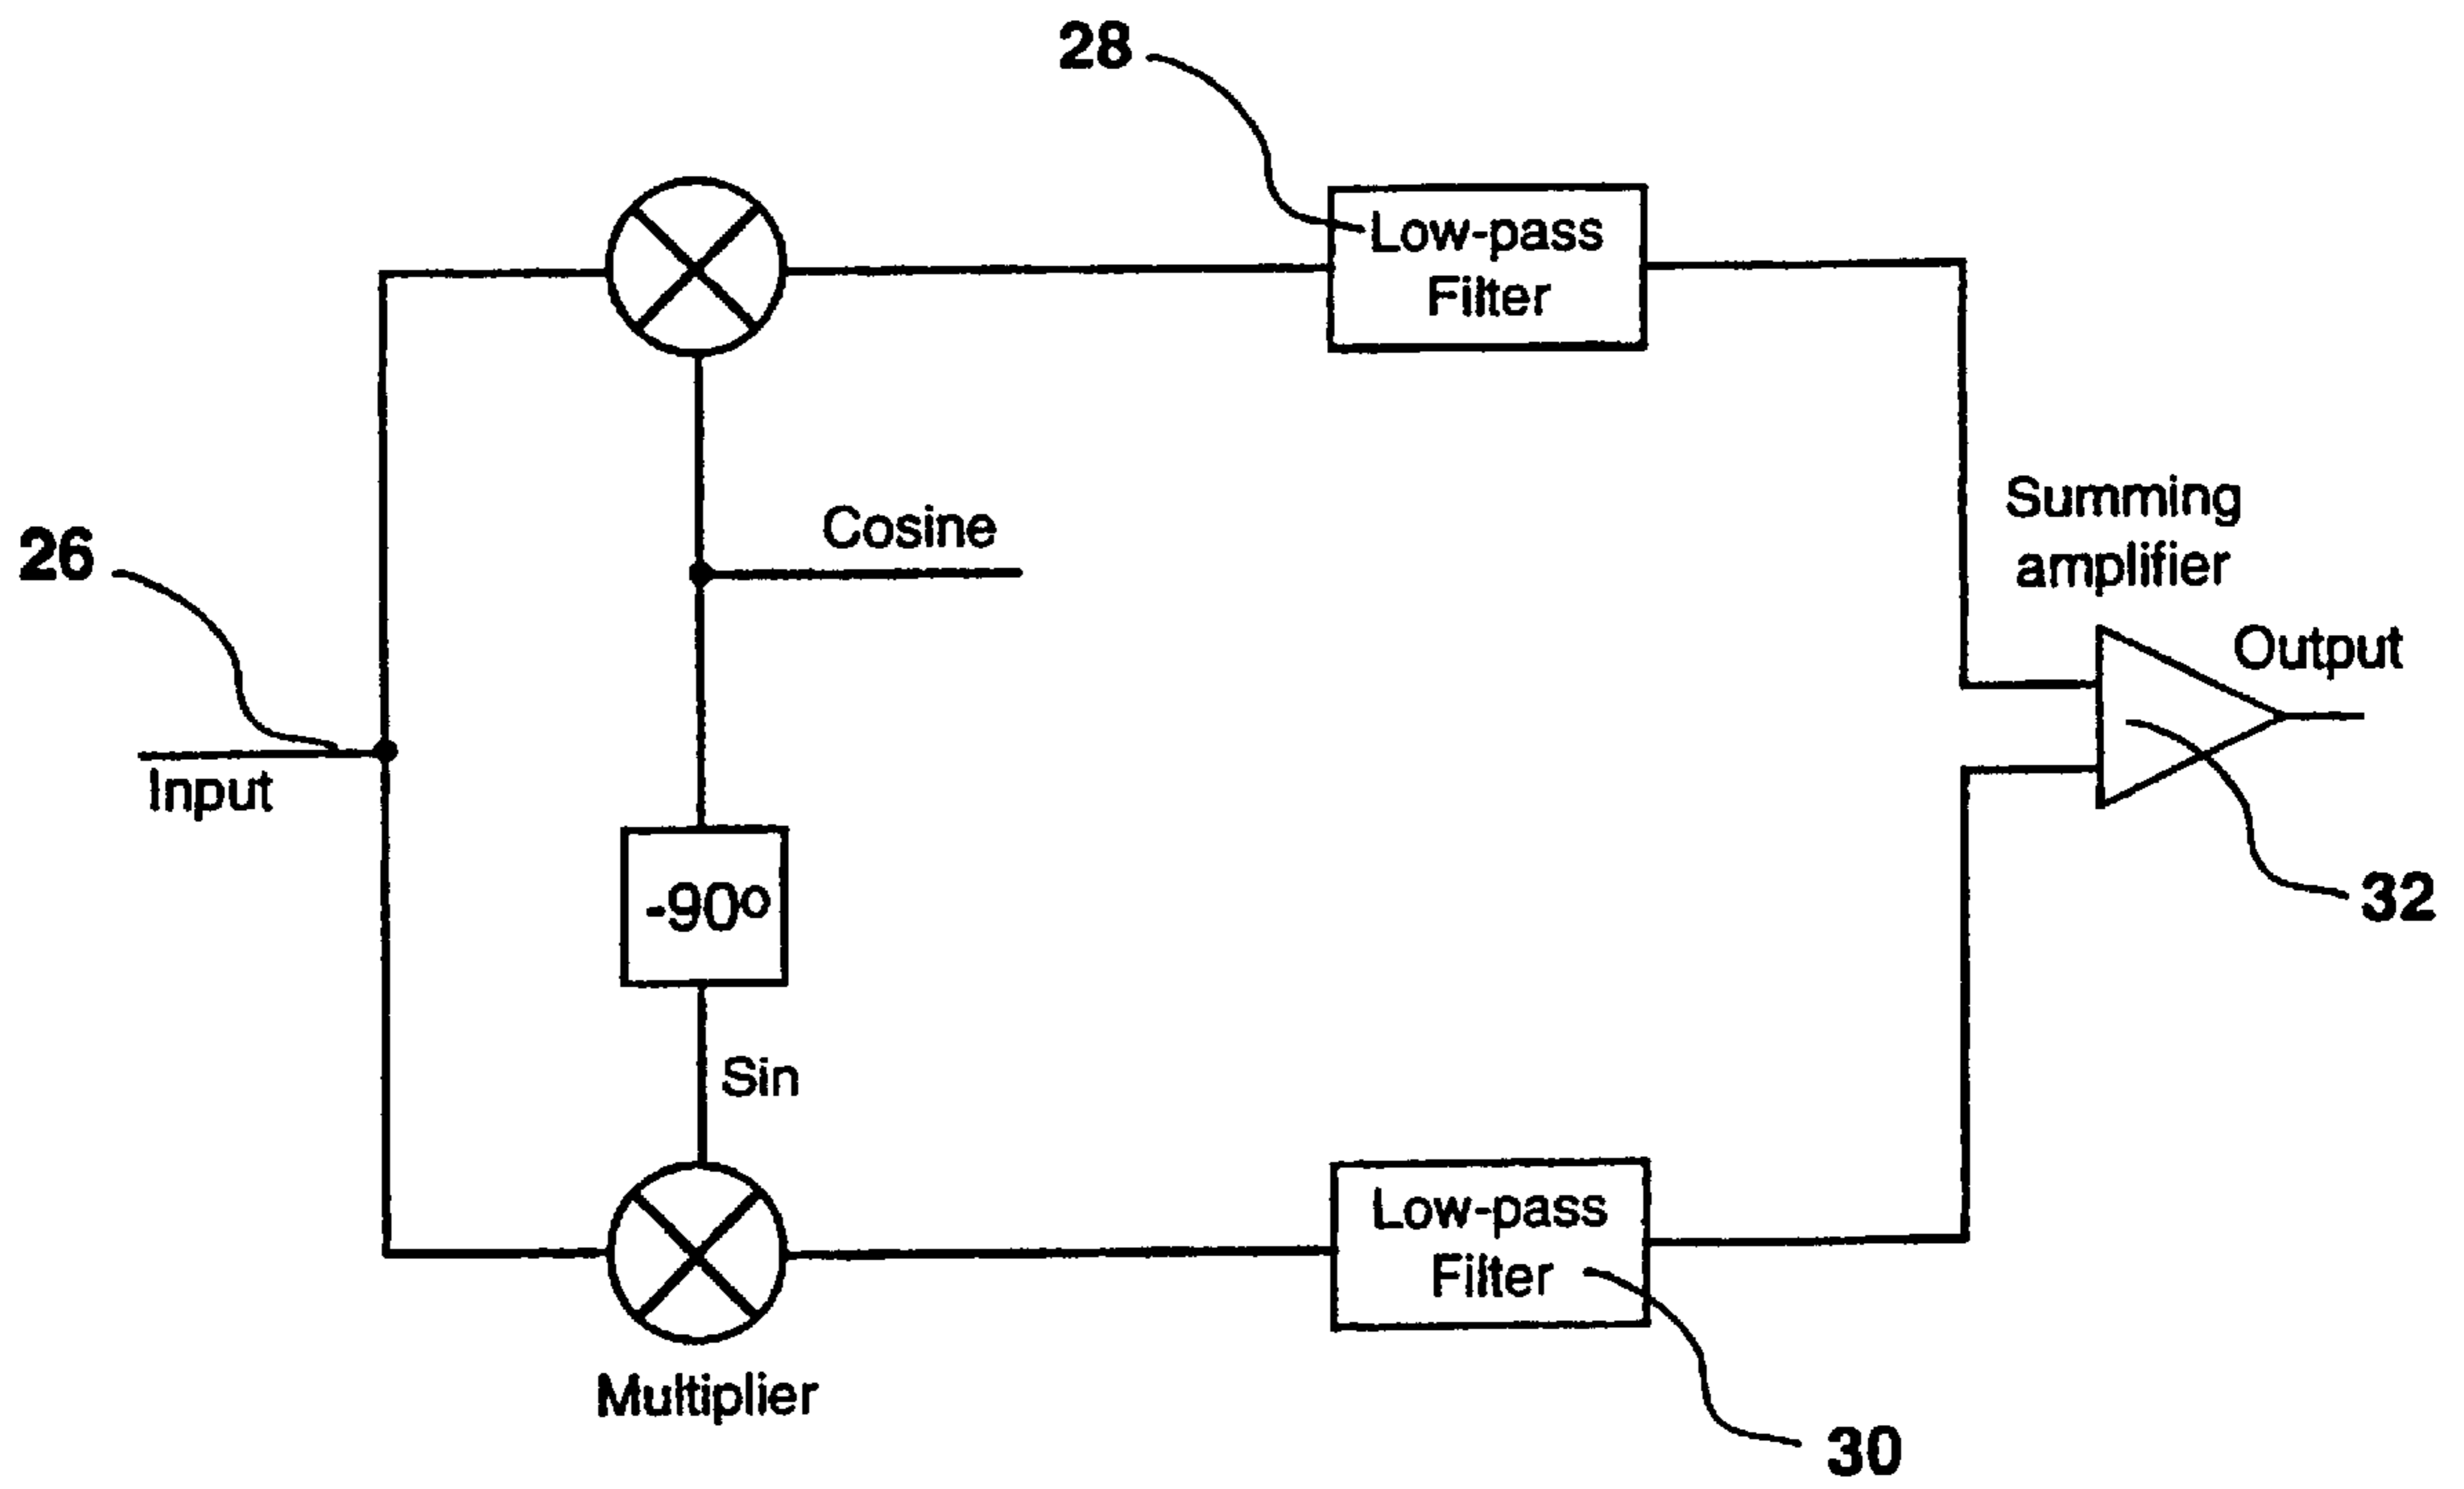 28
Low-pass
Filter
Cosine
Summing
amplifier
26
Output
Input
-90º
32
Sin
Low-pass
Filter
Multiplier
30